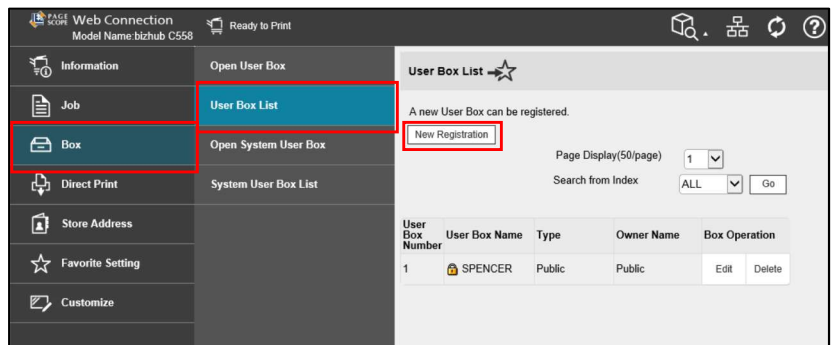 PAGE SCOPE Web Connection
Model Name:bizhub C558
Ready to Print
?
Information
Job
Box
Direct Print
Store Address
Favorite Setting
Customize
Open User Box
User Box List
Open System User Box
System User Box List
User Box List
A new User Box can be registered.
New Registration
Page Display(50/page) 1
Search from Index ALL Go
User Box Number User Box Name Type Owner Name Box Operation
1 SPENCER Public Public Edit Delete